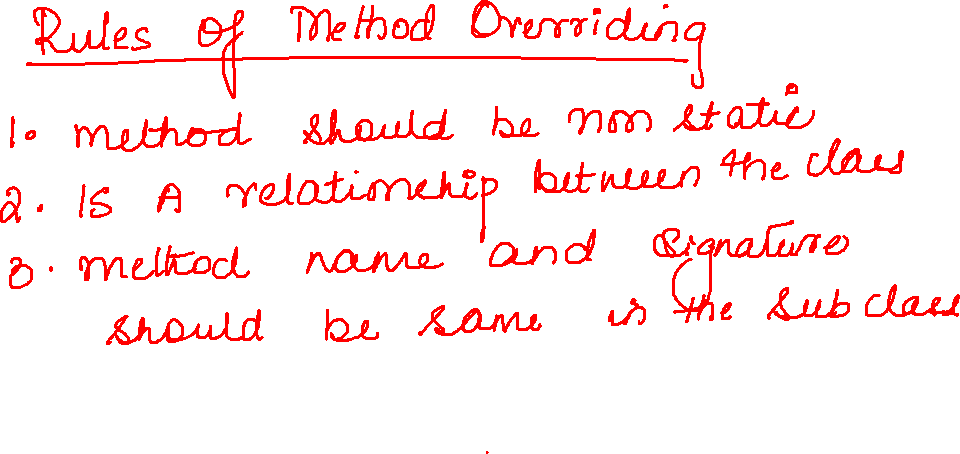 Rules of Method Overriding
1. method should be non static
2. IS A relationship between the class
3. method name and signature
should be same in the sub class